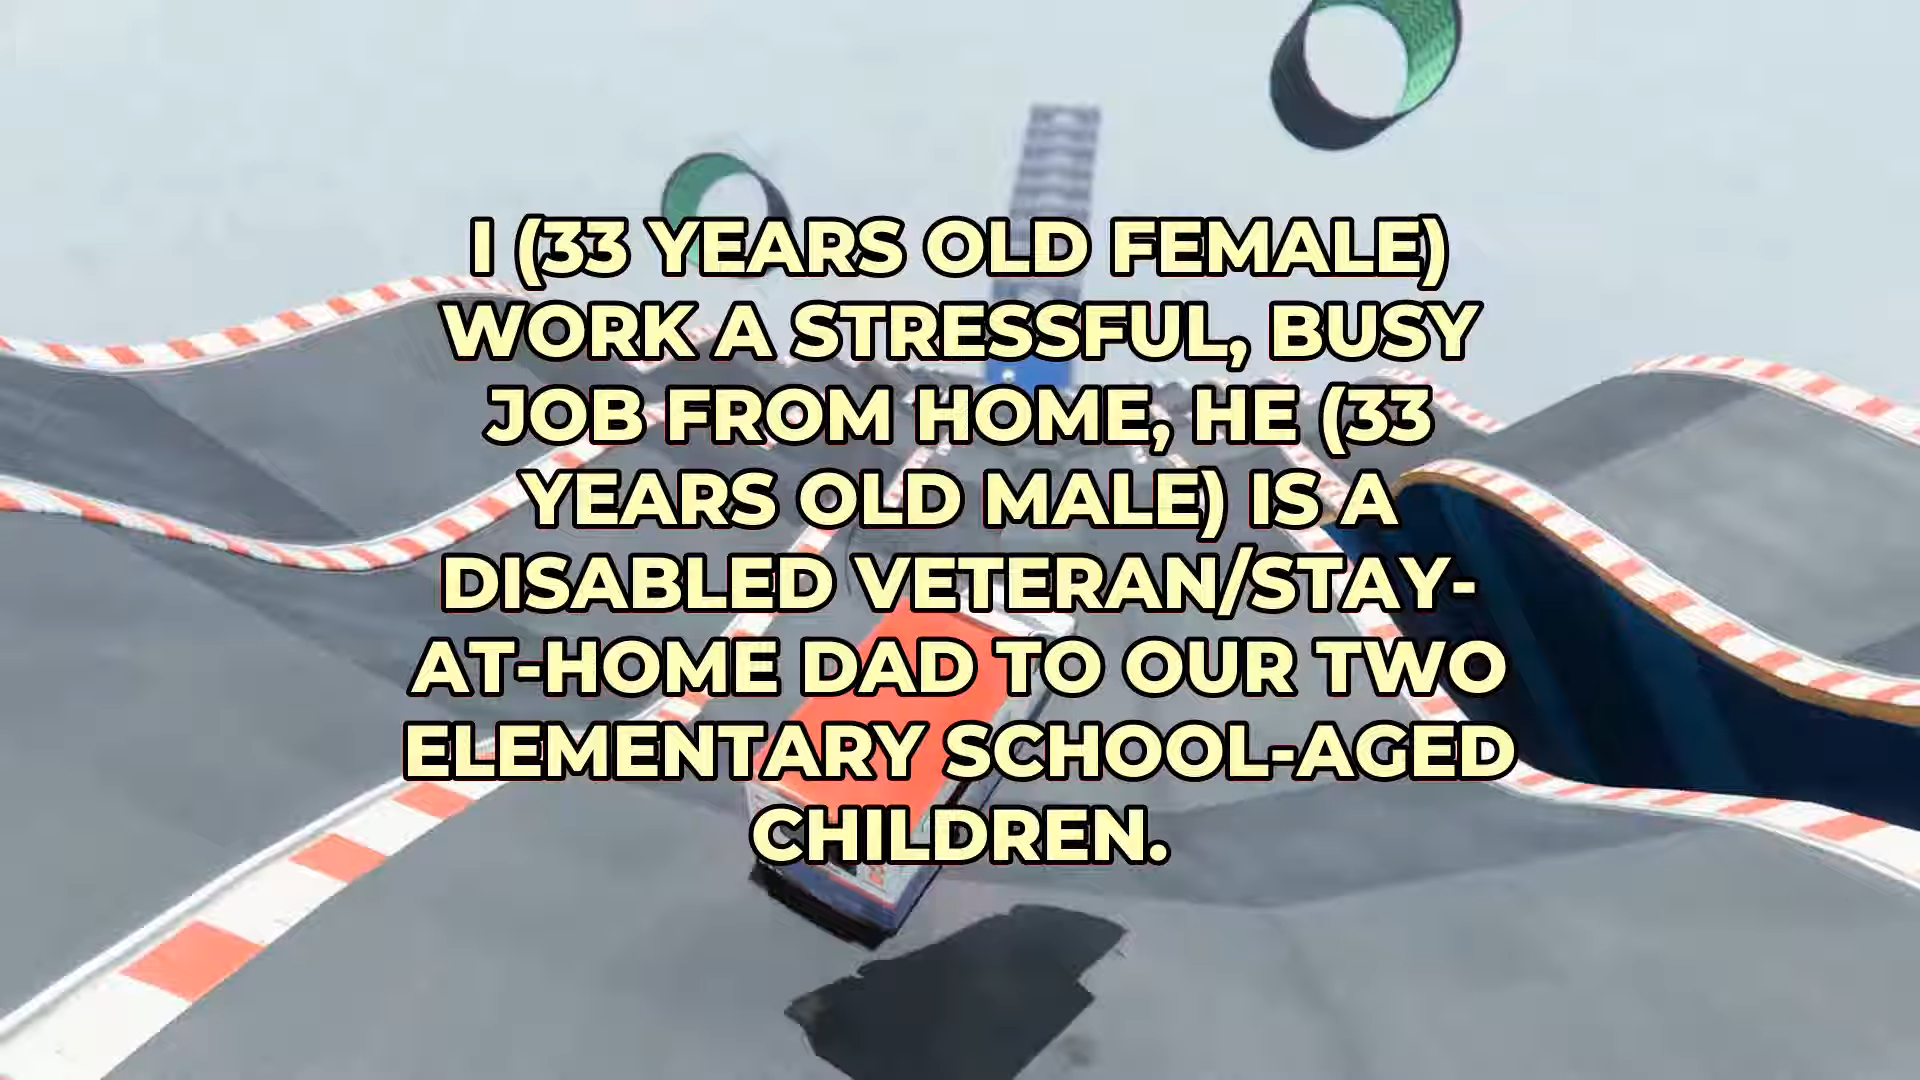 I (33 YEARS OLD FEMALE)
WORK A STRESSFUL, BUSY
JOB FROM HOME, HE (33
YEARS OLD MALE) IS A
DISABLED VETERAN/STAY-
AT-HOME DAD TO OUR TWO
ELEMENTARY SCHOOL-AGED
CHILDREN.